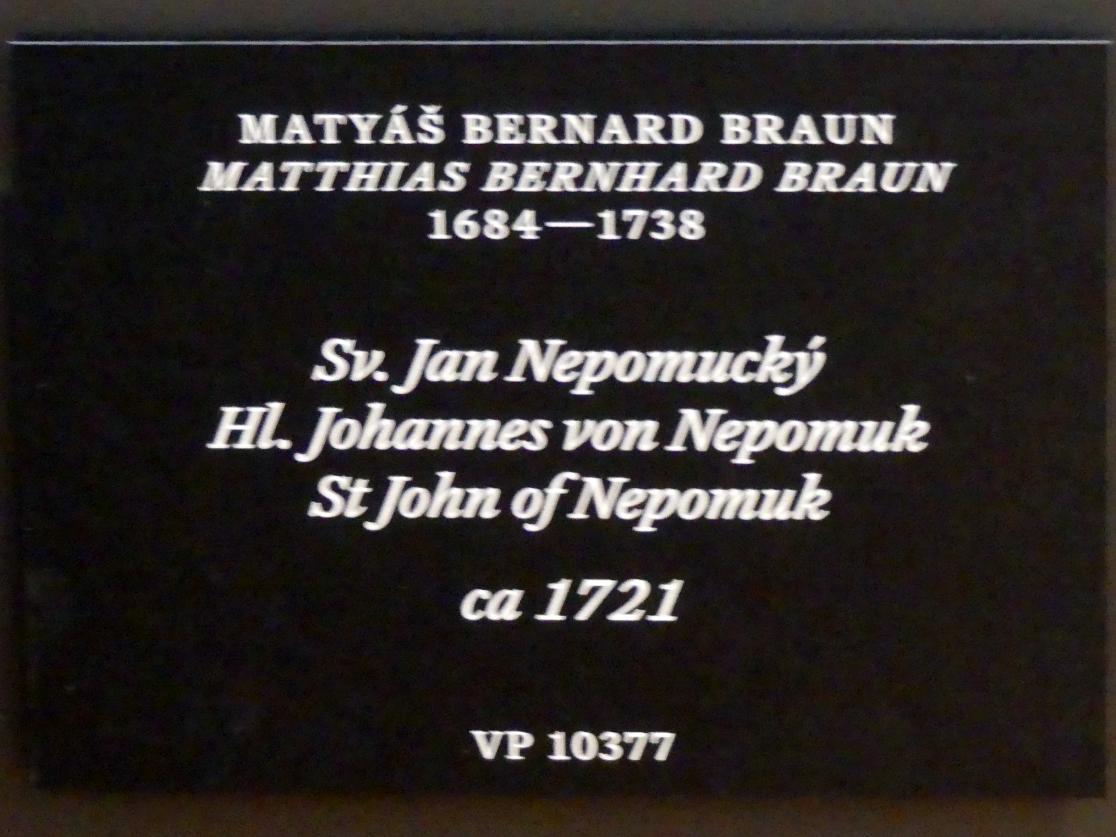 MATYÁŠ BERNARD BRAUN
MATTHIAS BERNHARD BRAUN
1684—1738
Sv. Jan Nepomucký
Hl. Johannes von Nepomuk
St John of Nepomuk
ca 1721
VP 10377